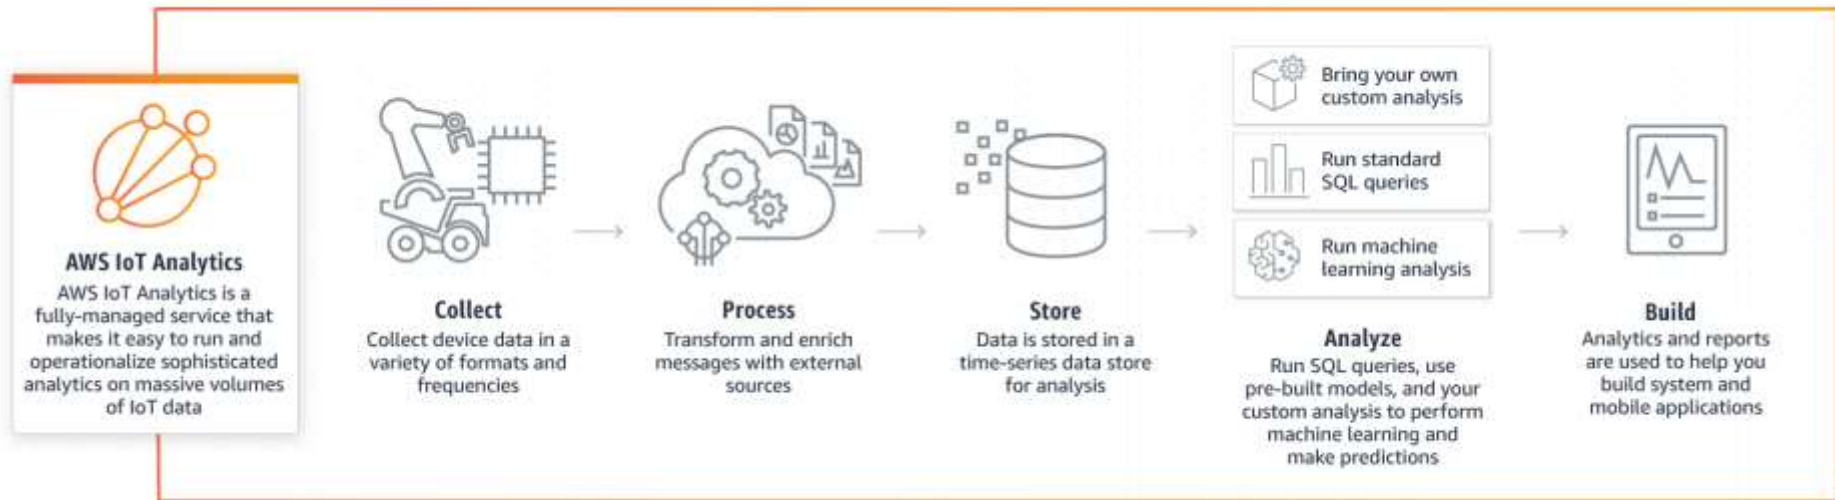 AWS IoT Analytics
AWS IoT Analytics is a
fully-managed service that
makes it easy to run and
operationalize sophisticated
analytics on massive volumes
of IoT data
Collect
Collect device data in a
variety of formats and
frequencies
Process
Transform and enrich
messages with external
sources
Store
Data is stored in a
time-series data store
for analysis
Bring your own
custom analysis
Run standard
SQL queries
Run machine
learning analysis
Analyze
Run SQL queries, use
pre-built models, and your
custom analysis to perform
machine learning and
make predictions
Build
Analytics and reports
are used to help you
build system and
mobile applications